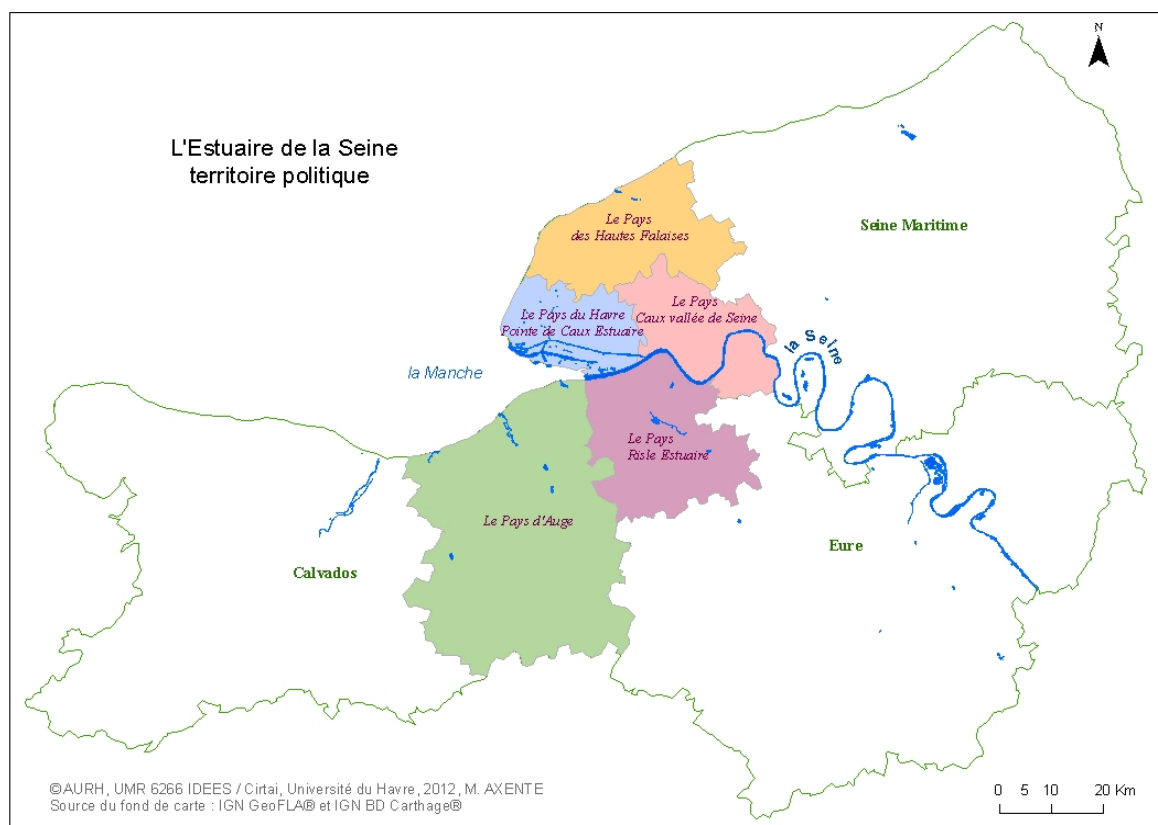 N
L'Estuaire de la Seine
territoire politique
Le Pays
des Hautes Falaises
Seine Maritime
Le Pays
Caux vallée de Seine
Le Pays du Havre
Pointe de Caux Estuaire
la Seine
la Manche
Le Pays
Risle Estuaire
Le Pays d'Auge
Eure
Calvados
©AURH, UMR 6266 IDEES / Cirtai, Université du Havre, 2012, M. AXENTE
Source du fond de carte : IGN GeoFLA® et IGN BD Carthage®
0 5 10 20 Km